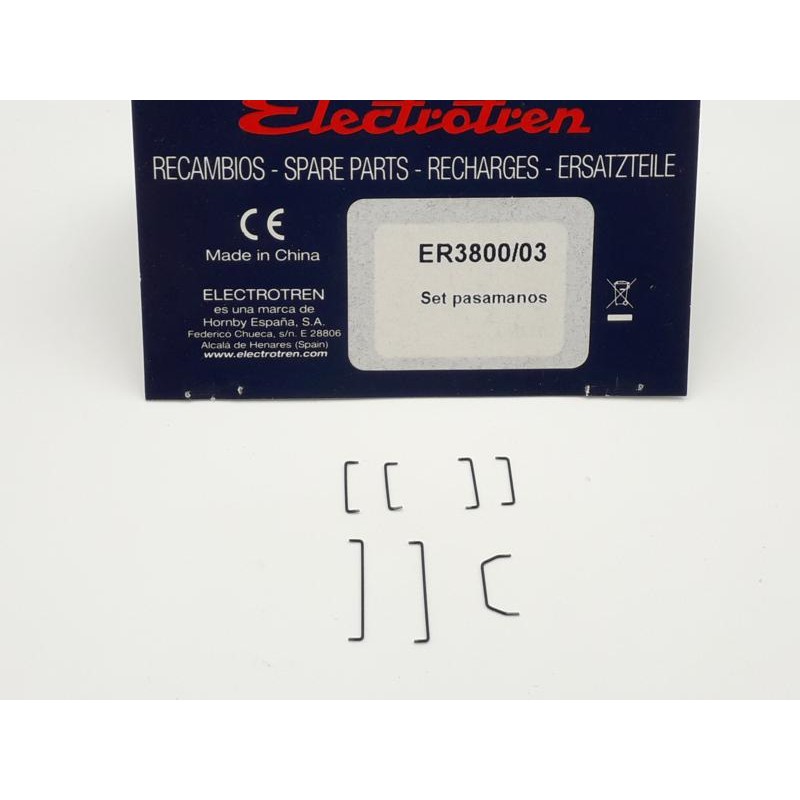 Electrotren
RECAMBIOS - SPARE PARTS - RECHARGES - ERSATZTEILE
CE
Made in China
ELECTROTREN
es una marca de
Hornby España, S.A.
Federico Chueca, s/n. E 28806
Alcalá de Henares (Spain)
www.electrotren.com
ER3800/03
Set pasamanos